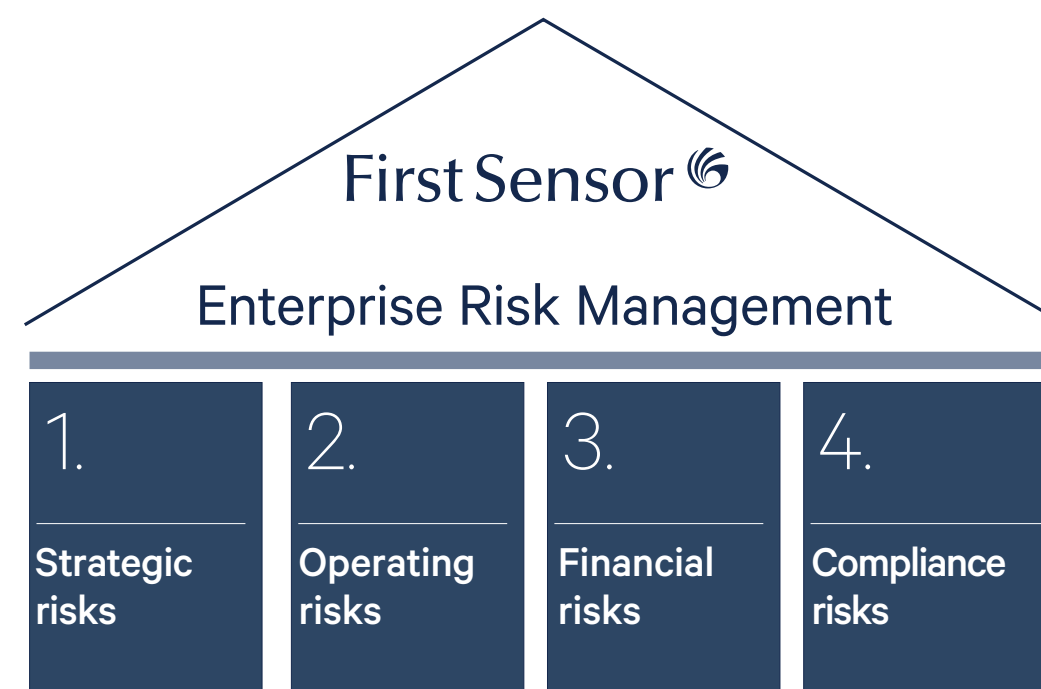 First Sensor
Enterprise Risk Management
1.
2.
3.
4.
Strategic
risks
Operating
risks
Financial
risks
Compliance
risks